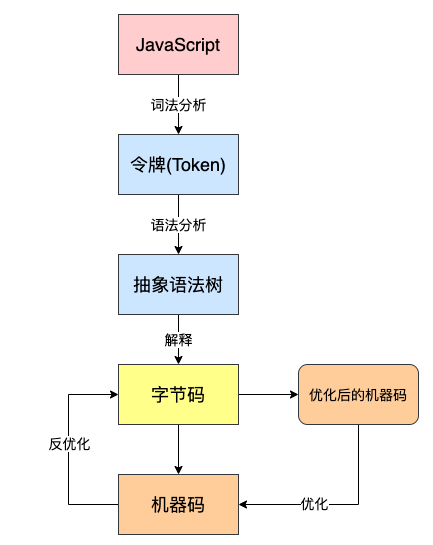 JavaScript
词法分析
令牌(Token)
语法分析
抽象语法树
解释
字节码
优化后的机器码
反优化
机器码
优化